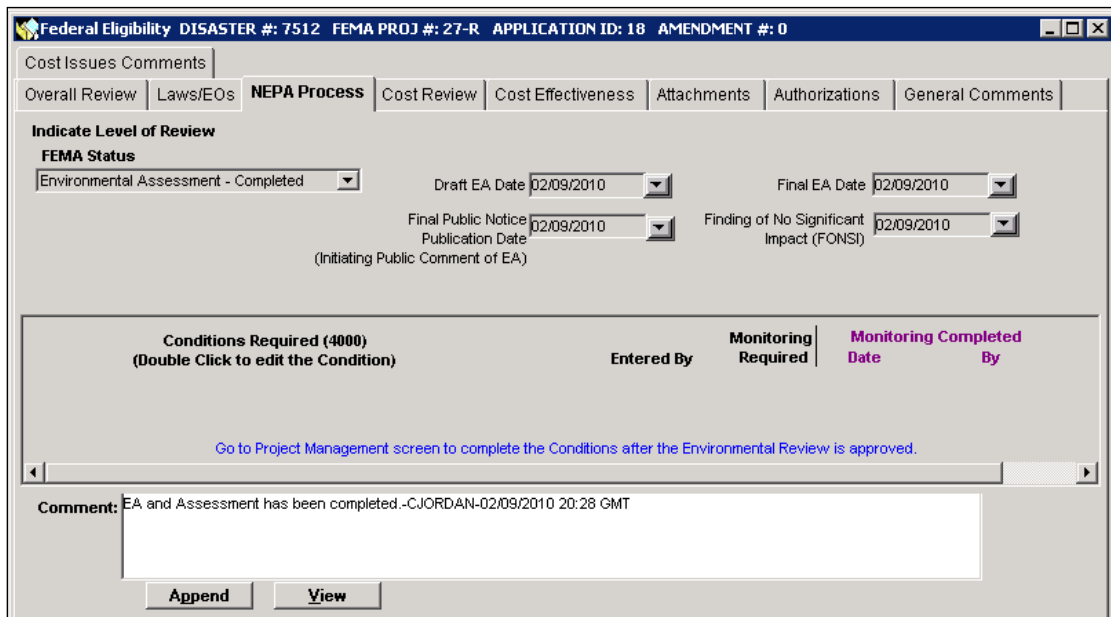 Federal Eligibility DISASTER #: 7512 FEMA PROJ #: 27-R APPLICATION ID: 18 AMENDMENT #: 0
Cost Issues Comments
Overall Review Laws/EOs NEPA Process Cost Review Cost Effectiveness Attachments Authorizations General Comments
Indicate Level of Review
FEMA Status
Environmental Assessment - Completed Draft EA Date 02/09/2010 Final EA Date 02/09/2010
Final Public Notice 02/09/2010 Finding of No Significant 02/09/2010
Publication Date Impact (FONSI)
(Initiating Public Comment of EA)
Conditions Required (4000) Monitoring Monitoring Completed
(Double Click to edit the Condition) Entered By Required Date By
Go to Project Management screen to complete the Conditions after the Environmental Review is approved.
Comment: EA and Assessment has been completed.-CJORDAN-02/09/2010 20:28 GMT
Append View